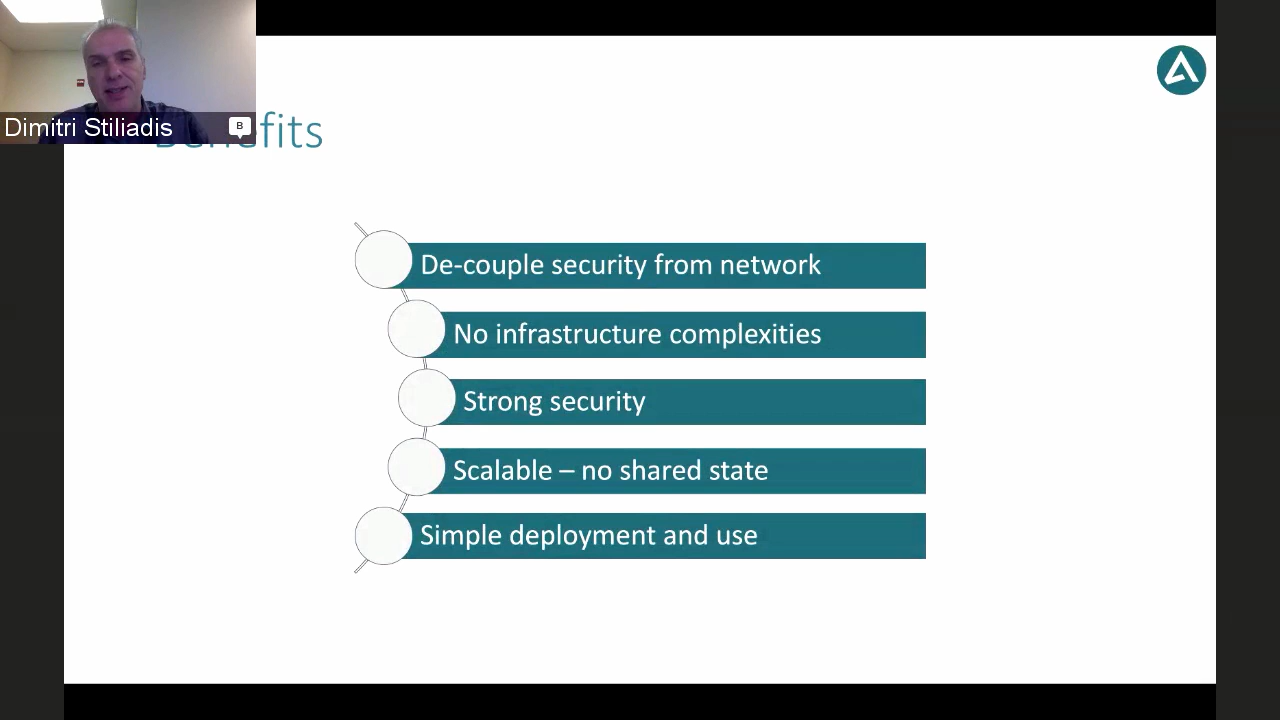 Dimitri Stiliadis
B
Benefits
De-couple security from network
No infrastructure complexities
Strong security
Scalable – no shared state
Simple deployment and use